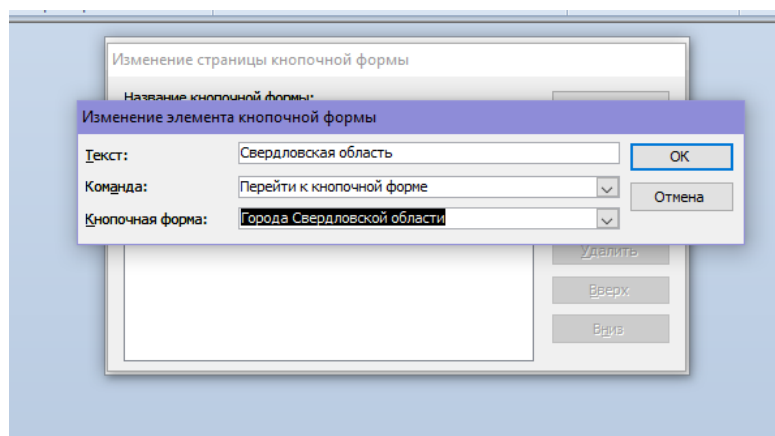 Изменение страницы кнопочной формы
Название кнопочной формы:
Изменение элемента кнопочной формы
Текст: Свердловская область ОК
Команда: Перейти к кнопочной форме Отмена
Кнопочная форма: Города Свердловской области
Удалить
Вверх
Вниз